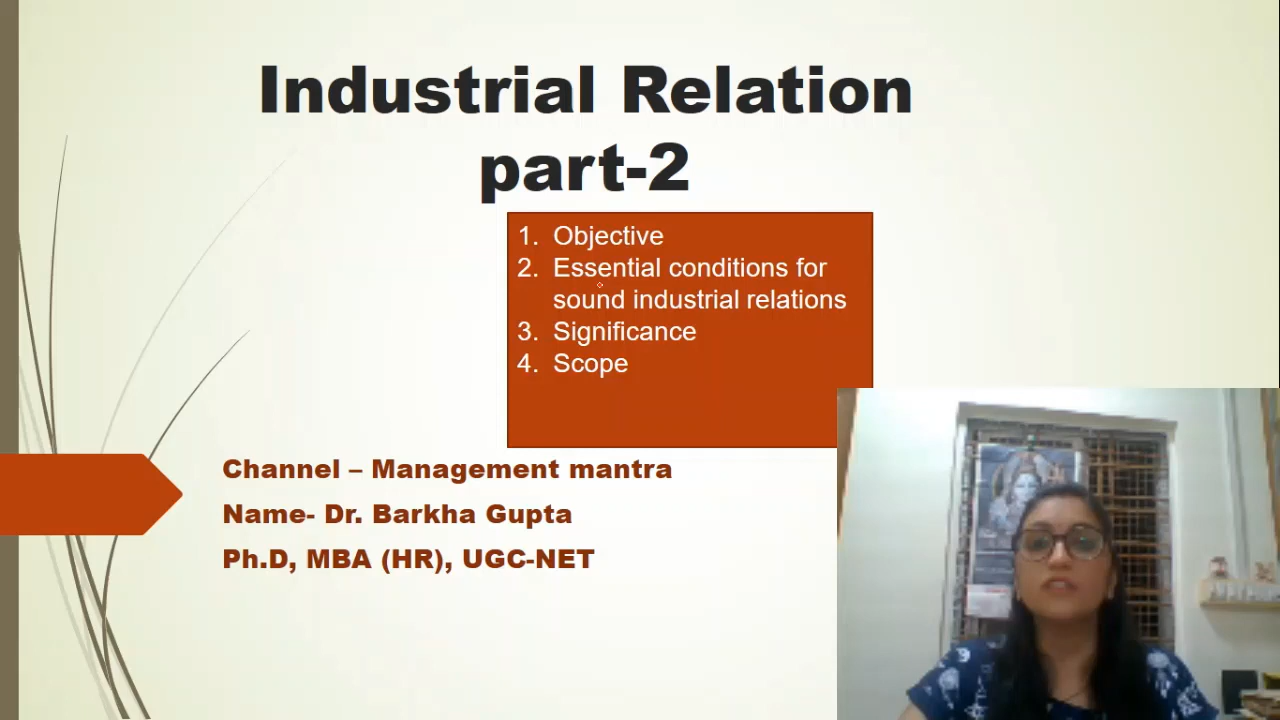 Industrial Relation
part-2
1. Objective
2. Essential conditions for
sound industrial relations
3. Significance
4. Scope
Channel – Management mantra
Name- Dr. Barkha Gupta
Ph.D, MBA (HR), UGC-NET